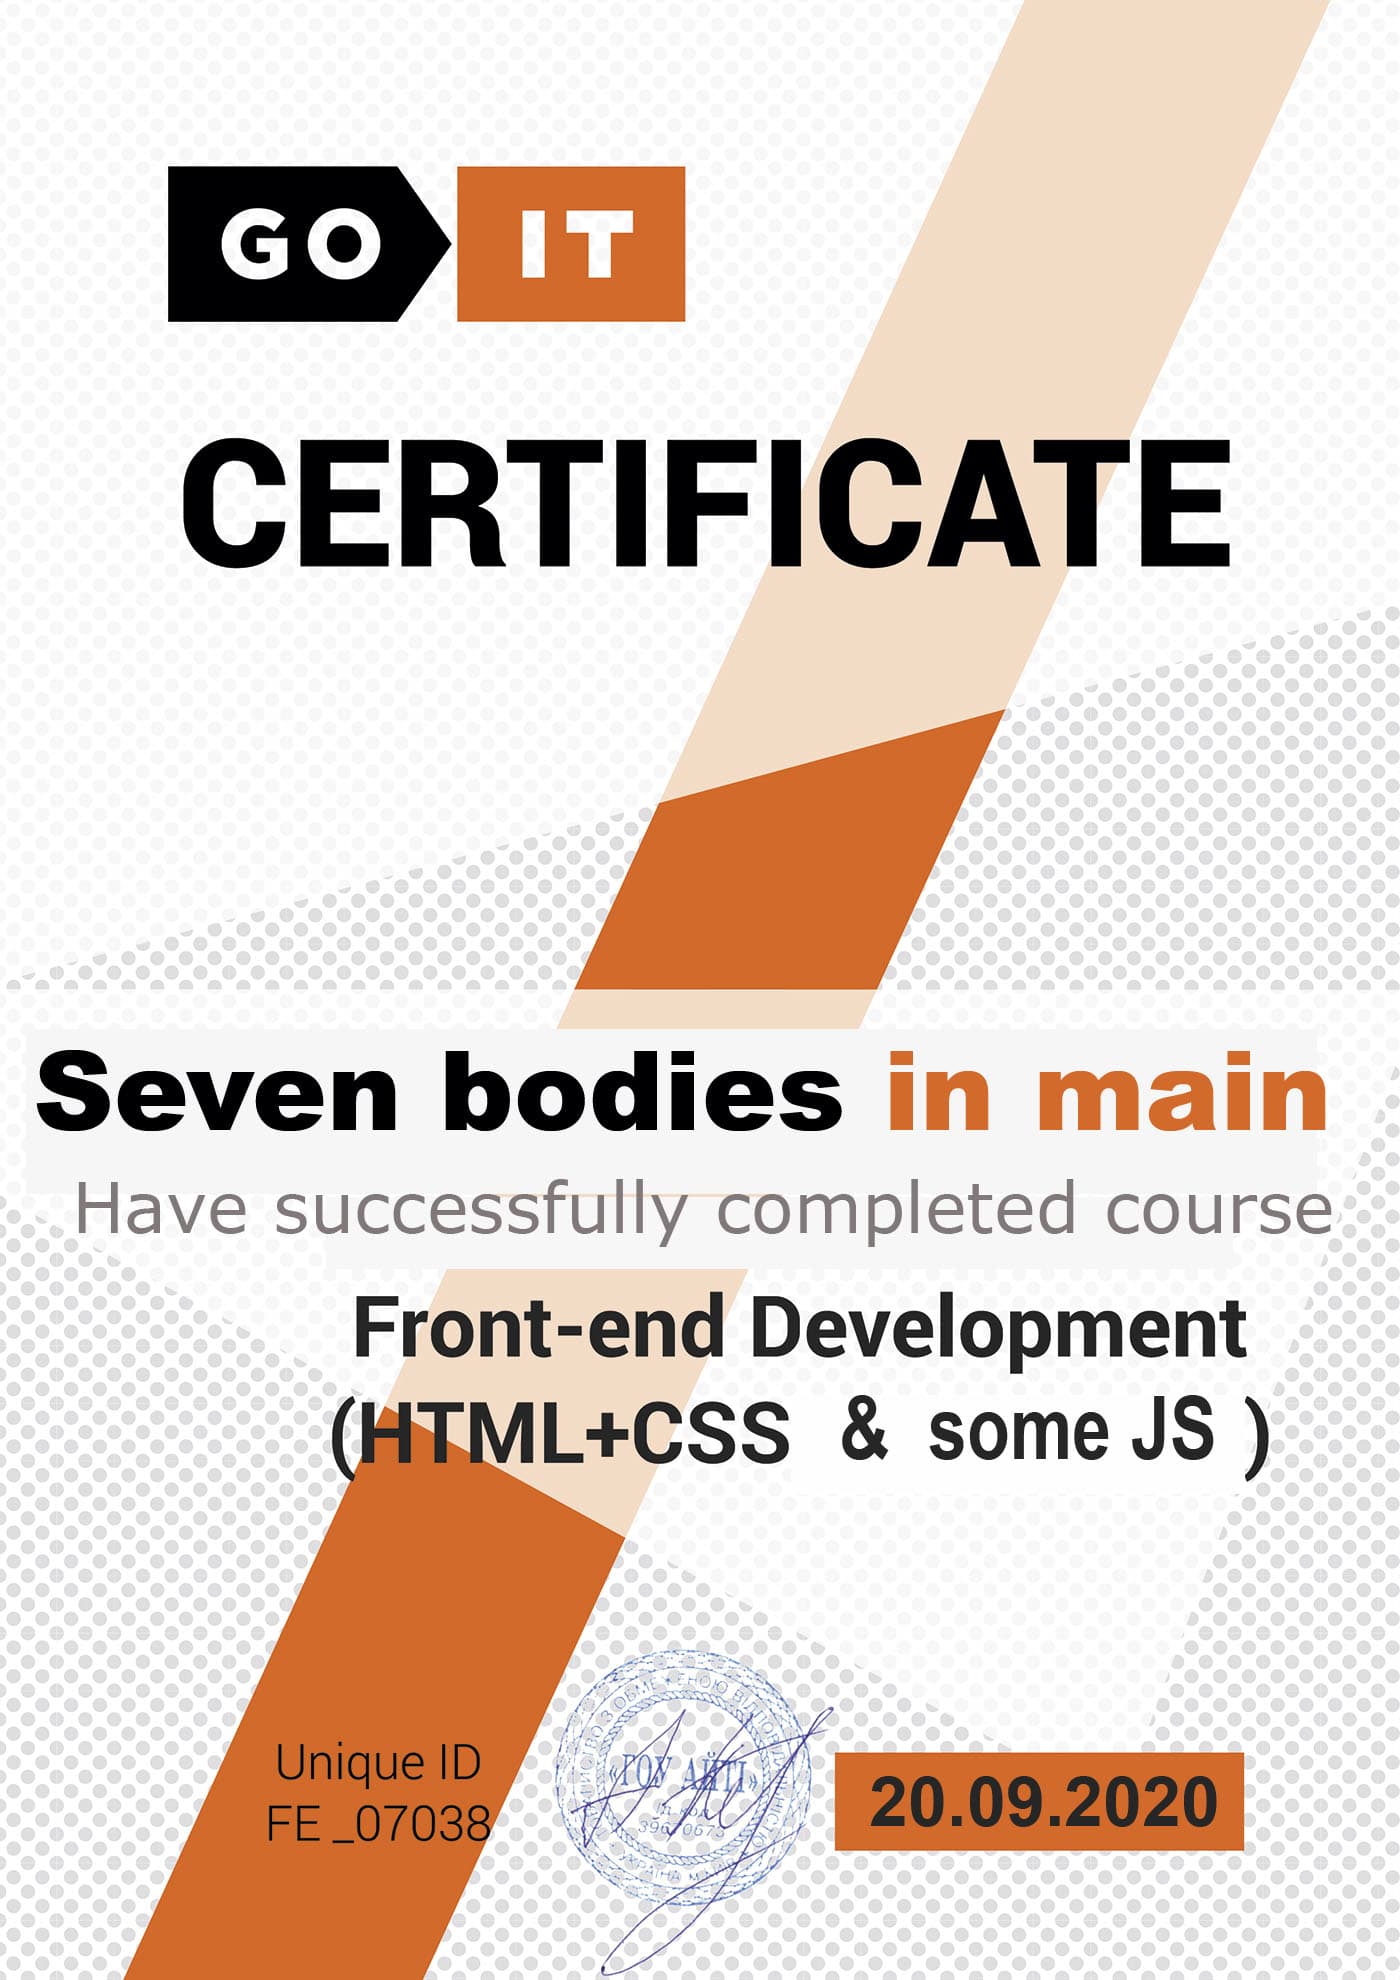 GO IT
CERTIFICATE
Seven bodies in main
Have successfully completed course
Front-end Development
(HTML+CSS & some JS )
Unique ID
FE _07038
«ГОУ АЙТІ»
20.09.2020